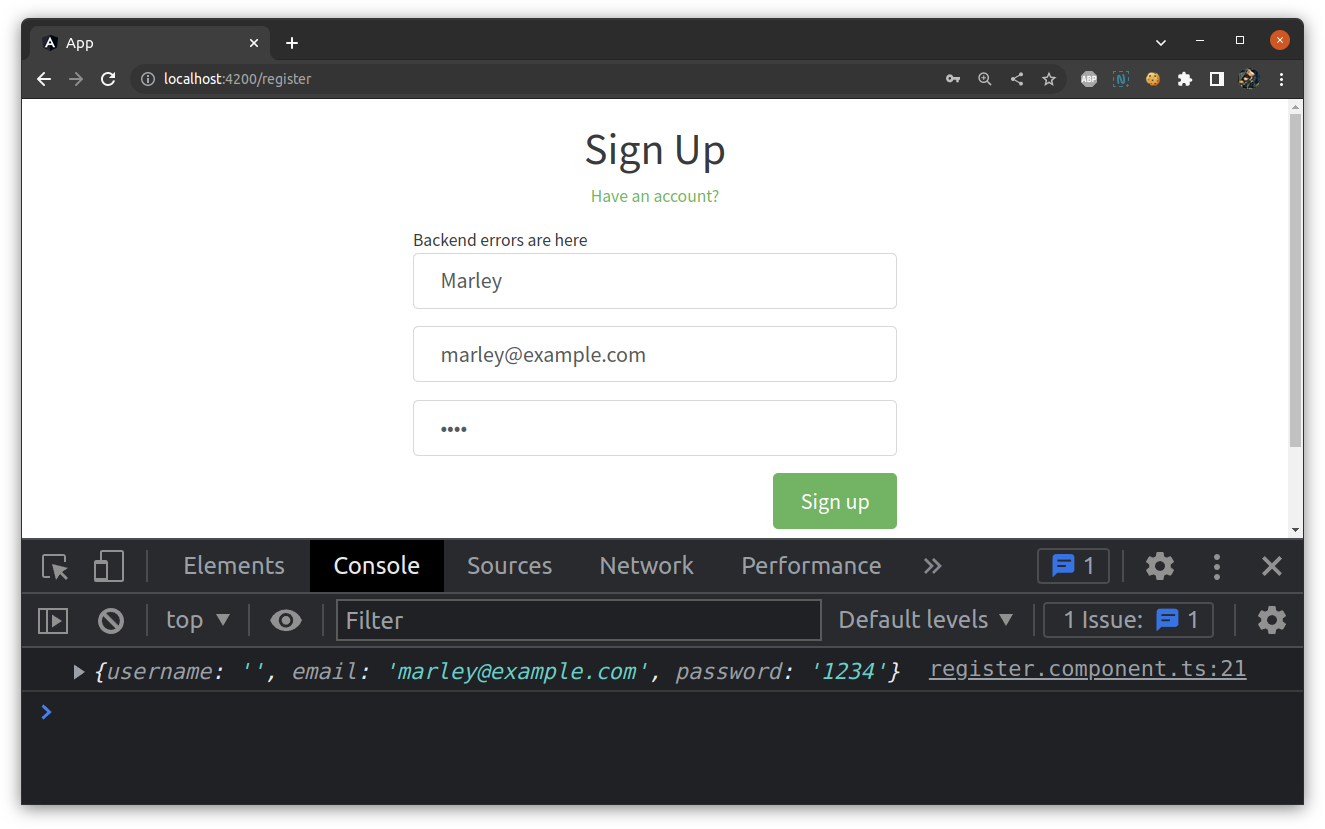 App
localhost:4200/register
ABP
N
Sign Up
Have an account?
Backend errors are here
Marley
marley@example.com
••••
Sign up
Elements Console Sources Network Performance 1
top Filter Default levels 1 Issue: 1
{username: '', email: 'marley@example.com', password: '1234'} register.component.ts:21